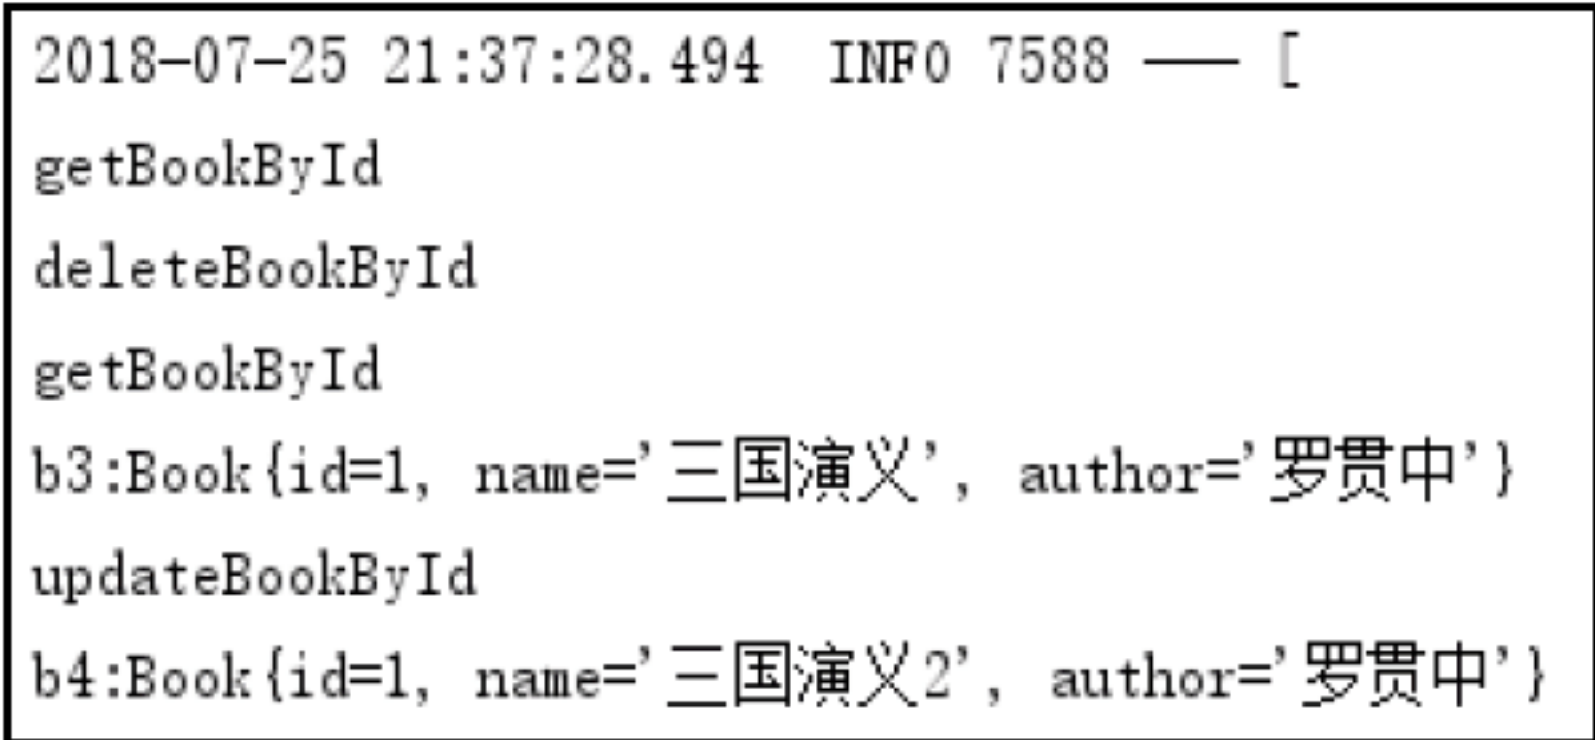 2018-07-25 21:37:28.494  INFO 7588 --- [
getBookById
deleteBookById
getBookById
b3:Book{id=1, name='三国演义', author='罗贯中'}
updateBookById
b4:Book{id=1, name='三国演义2', author='罗贯中'}